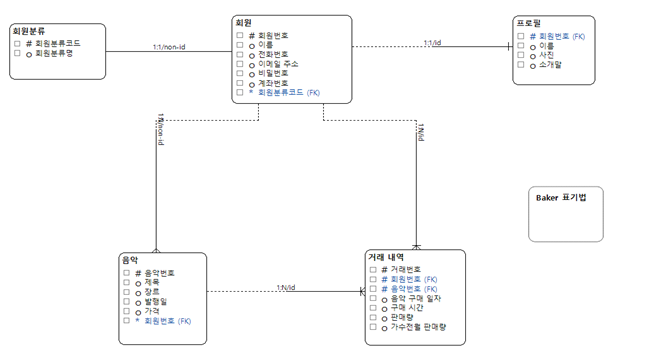 회원분류
# 회원분류코드
o 회원분류명
1:1/non-id
회원
# 회원번호
o 이름
o 전화번호
o 이메일 주소
o 비밀번호
o 계좌번호
* 회원분류코드 (FK)
1:1/id
프로필
# 회원번호 (FK)
o 이름
o 사진
o 소개말
1:N/non-id
1:N/id
Baker 표기법
음악
# 음악번호
o 제목
o 장르
o 발행일
o 가격
* 회원번호 (FK)
1:N/id
거래 내역
# 거래번호
# 회원번호 (FK)
# 음악번호 (FK)
o 음악 구매 일자
o 구매 시간
o 판매량
o 가수전월 판매량